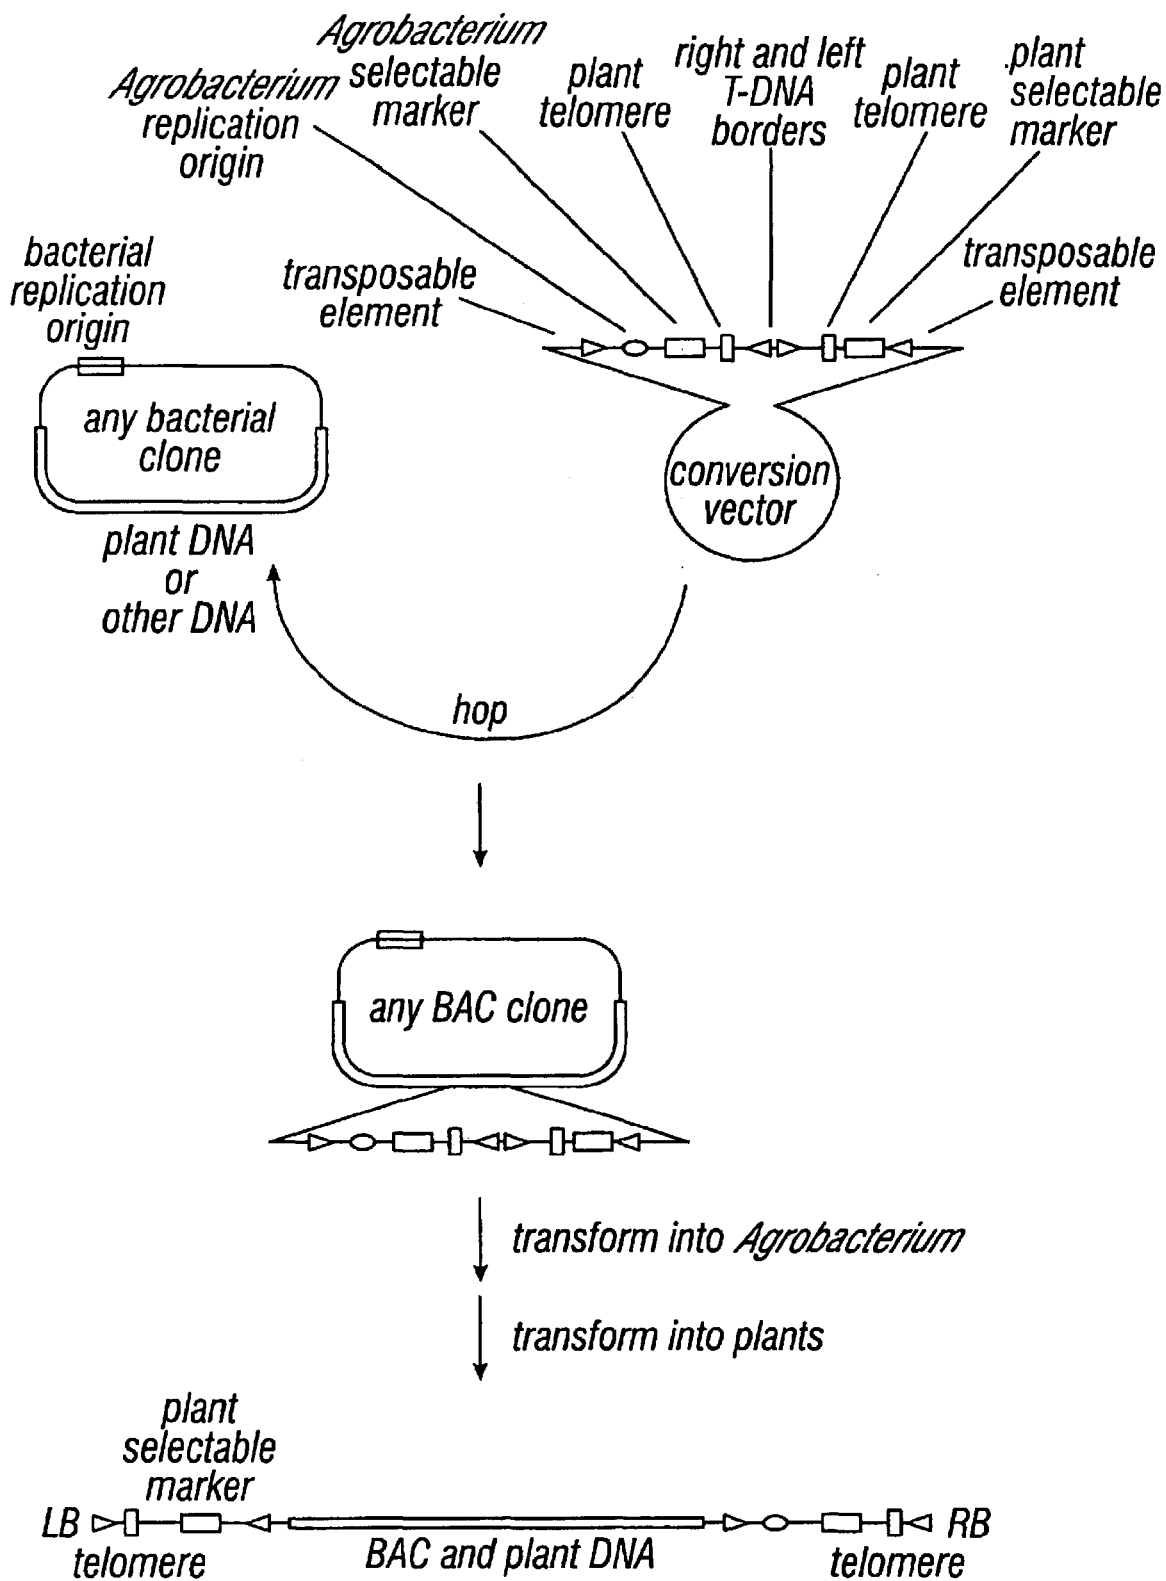 Agrobacterium
replication
origin
Agrobacterium
selectable
marker
plant
telomere
right and left
T-DNA
borders
plant
telomere
.plant
selectable
marker
bacterial
replication
origin
transposable
element
transposable
element
any bacterial
clone
conversion
vector
plant DNA
or
other DNA
hop
any BAC clone
transform into Agrobacterium
transform into plants
plant
selectable
marker
LB
RB
telomere
BAC and plant DNA
telomere